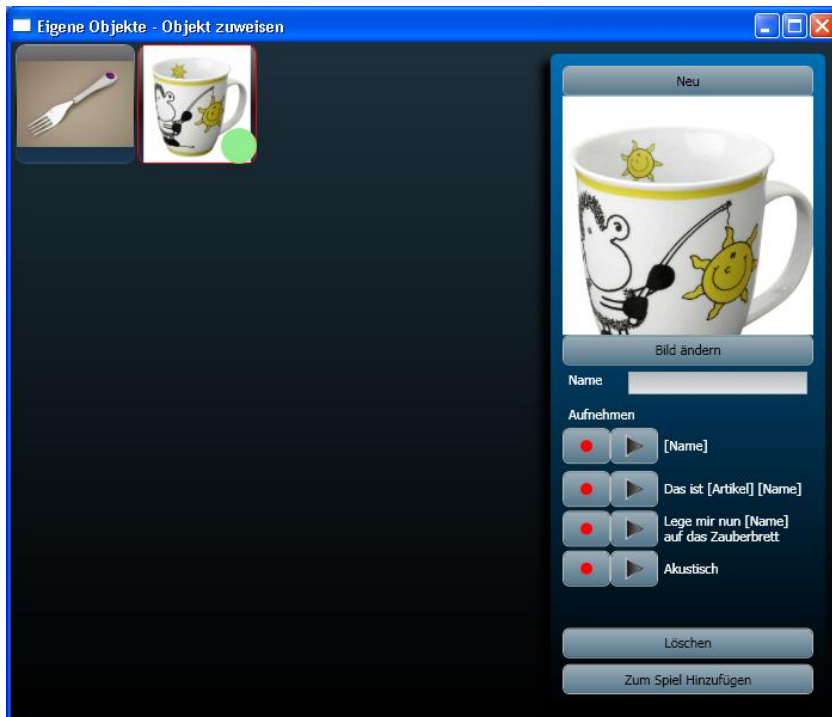 Eigene Objekte - Objekt zuweisen
Neu
Bild ändern
Name
Aufnehmen
[Name]
Das ist [Artikel] [Name]
Lege mir nun [Name]
auf das Zauberbrett
Akustisch
Löschen
Zum Spiel Hinzufügen